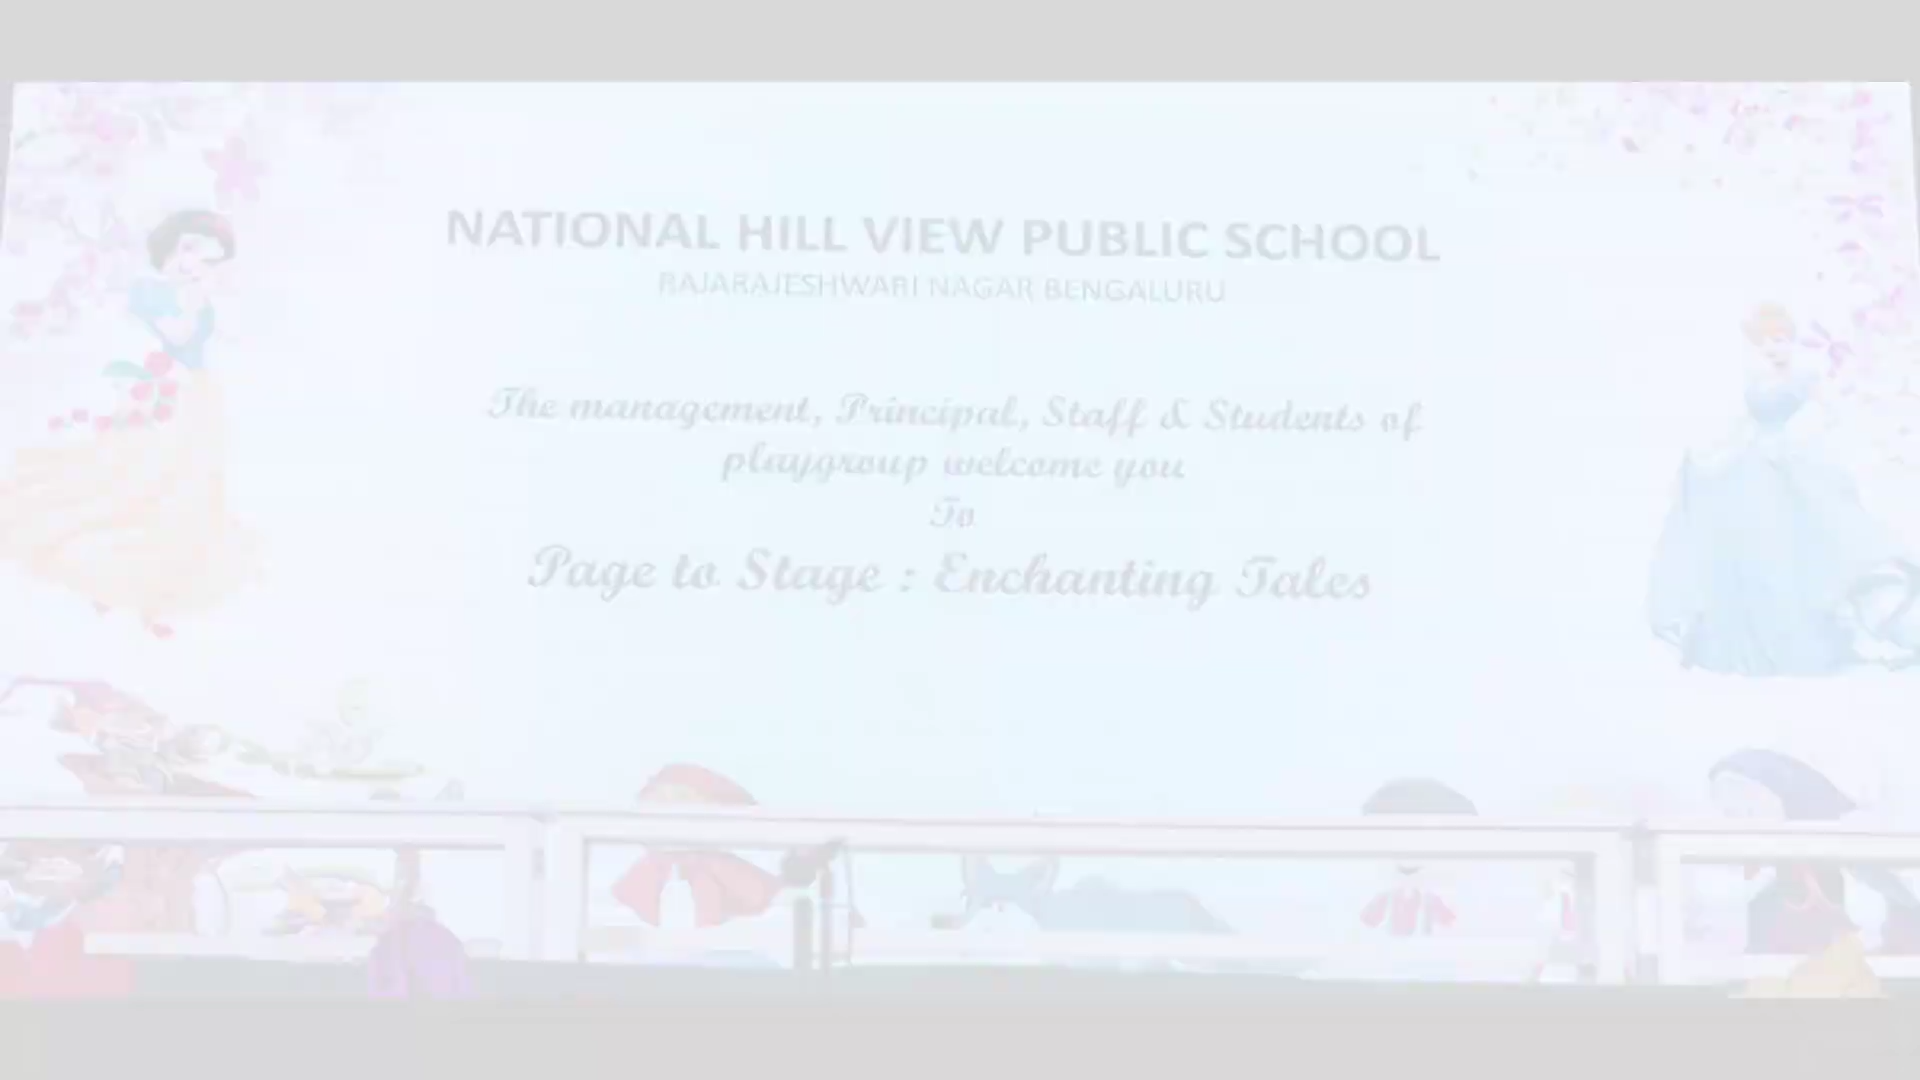 NATIONAL HILL VIEW PUBLIC SCHOOL
RAJARAJESHWARI NAGAR BENGALURU
The management, Principal, Staff & Students of
playgroup welcome you
To
Page to Stage : Enchanting Tales